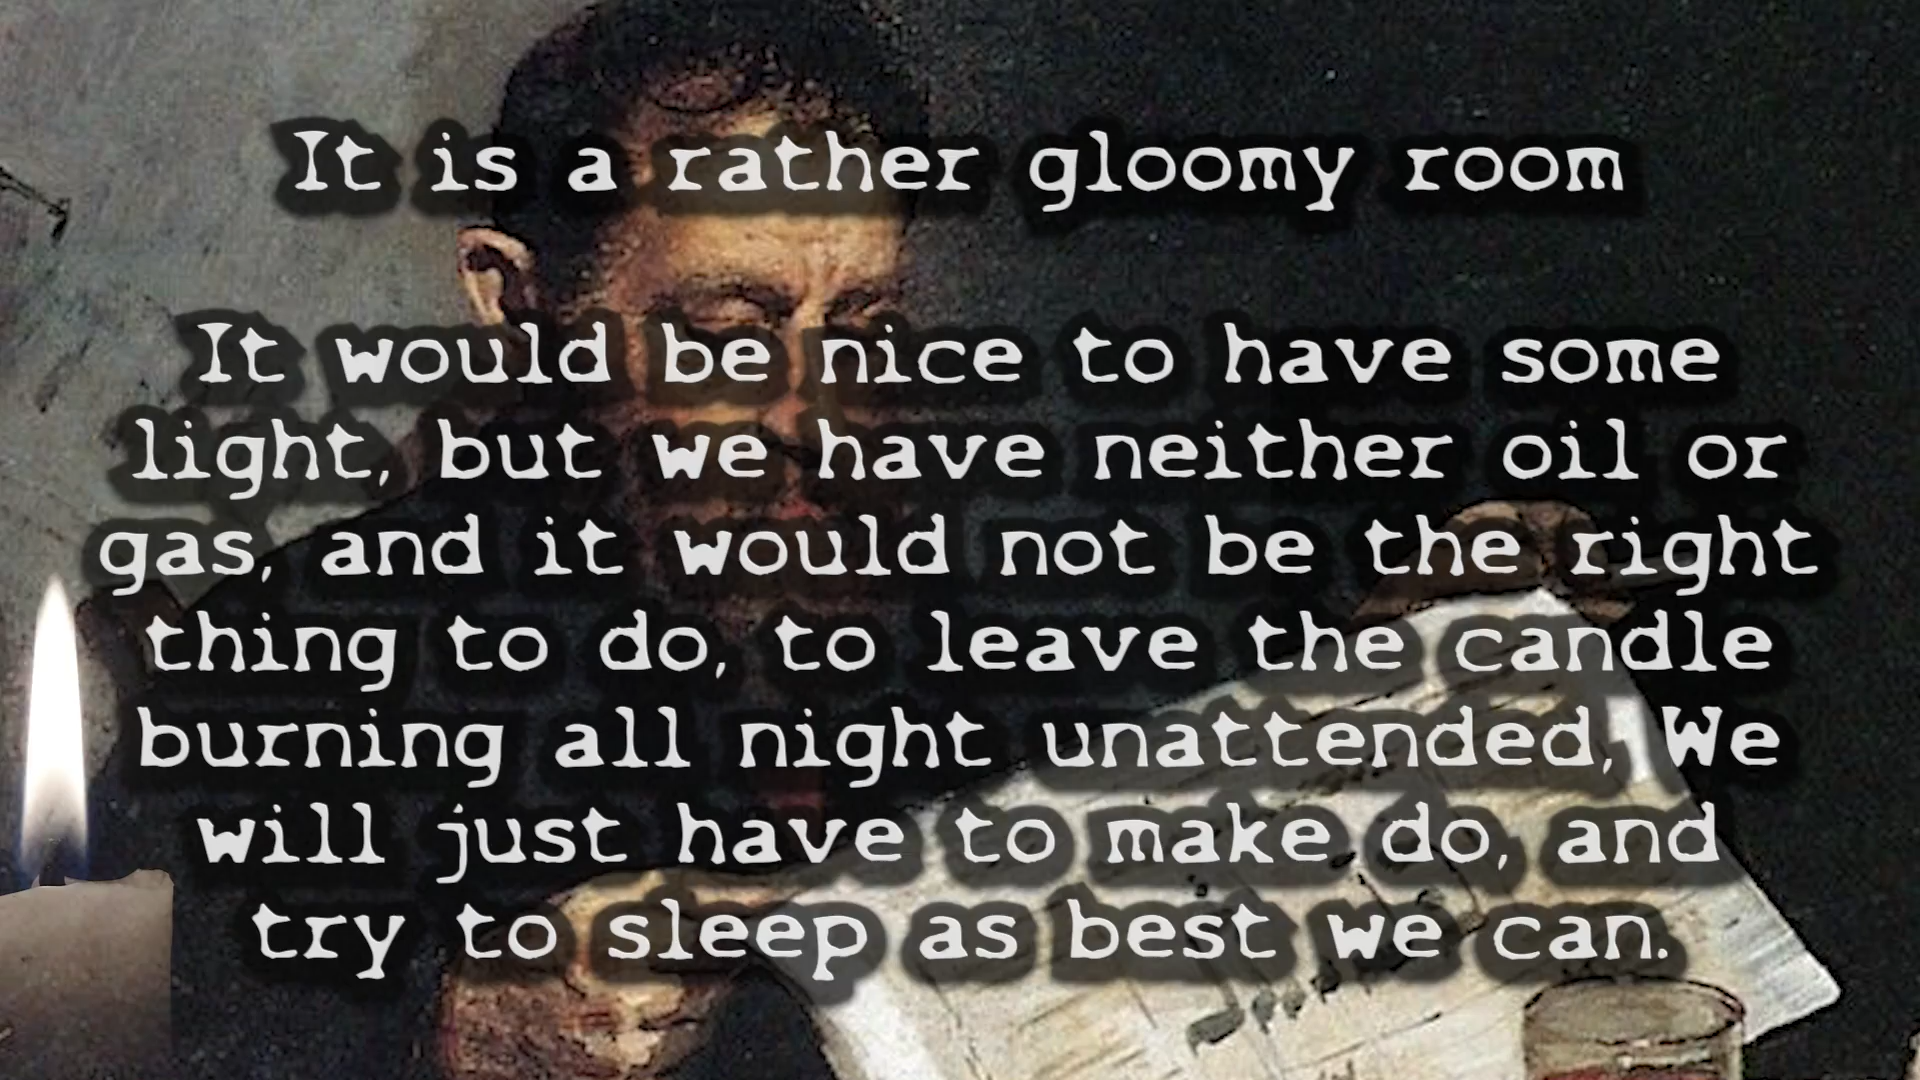 It is a rather gloomy room
It would be nice to have some
light, but we have neither oil or
gas, and it would not be the right
thing to do, to leave the candle
burning all night unattended, We
will just have to make do, and
try to sleep as best we can.